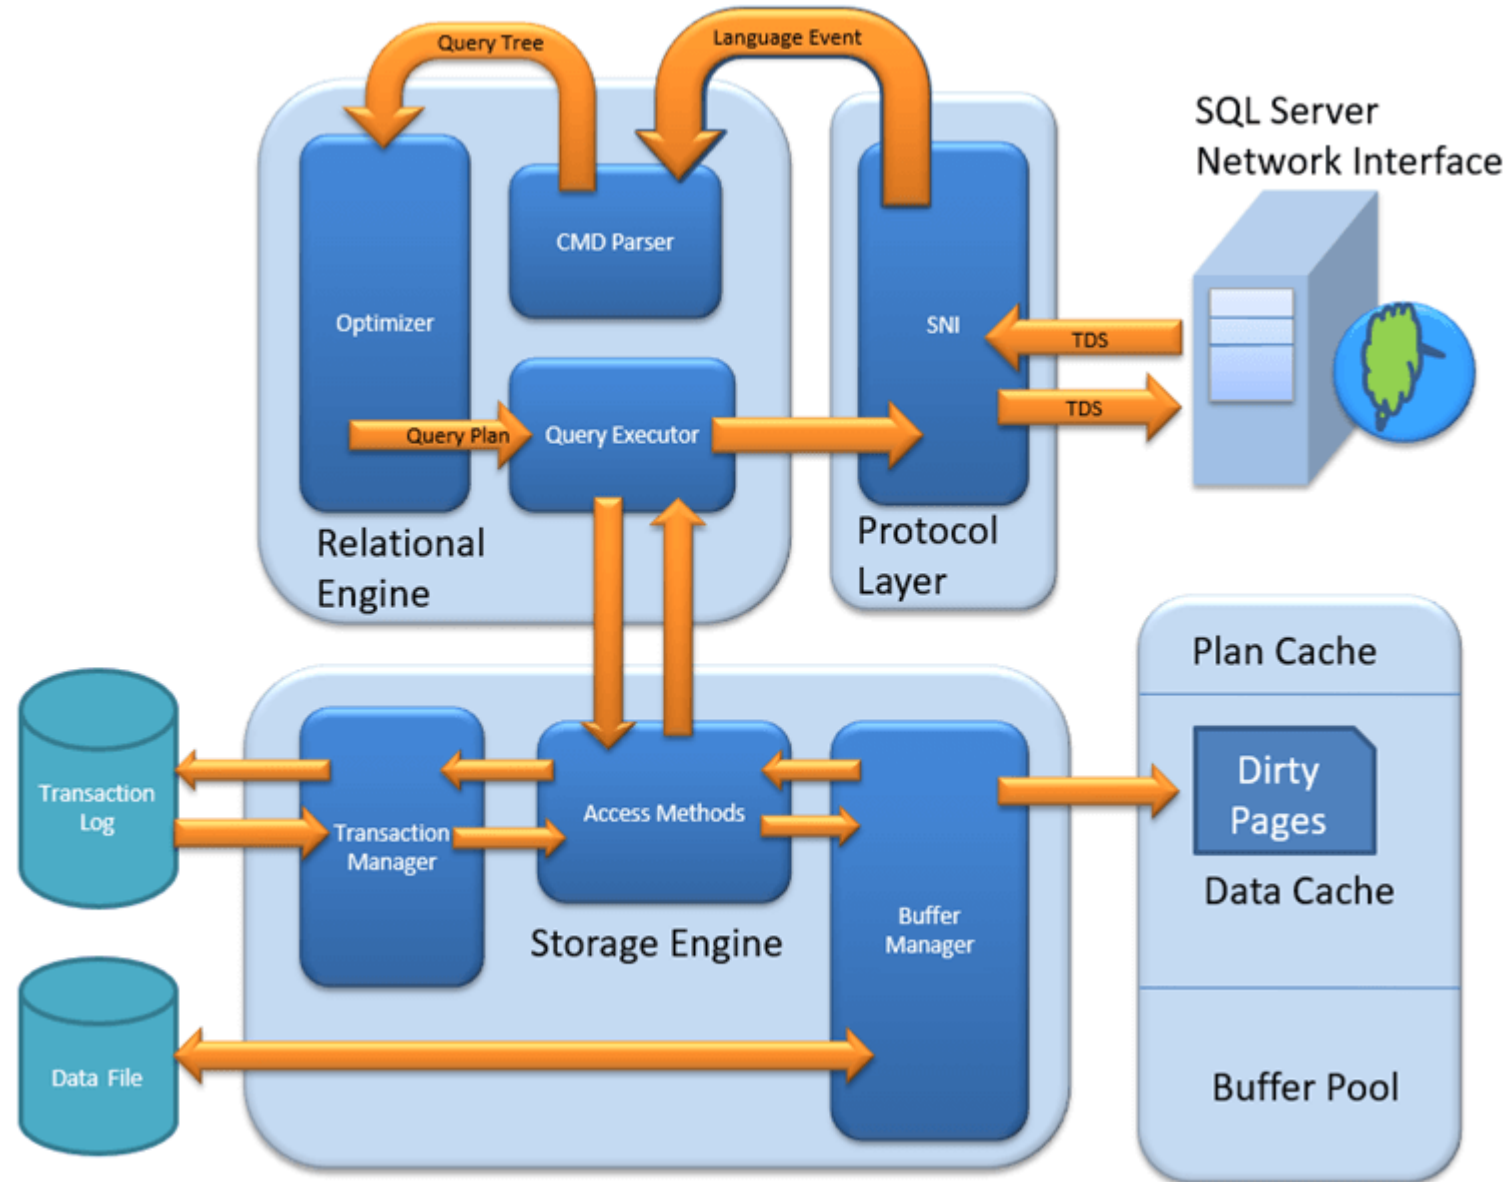 Query Tree
Language Event
SQL Server
Network Interface
CMD Parser
Optimizer
SNI
TDS
TDS
Query Plan
Query Executor
Relational
Engine
Protocol
Layer
Plan Cache
Dirty
Pages
Data Cache
Buffer Pool
Transaction
Log
Transaction
Manager
Access Methods
Buffer
Manager
Storage Engine
Data File